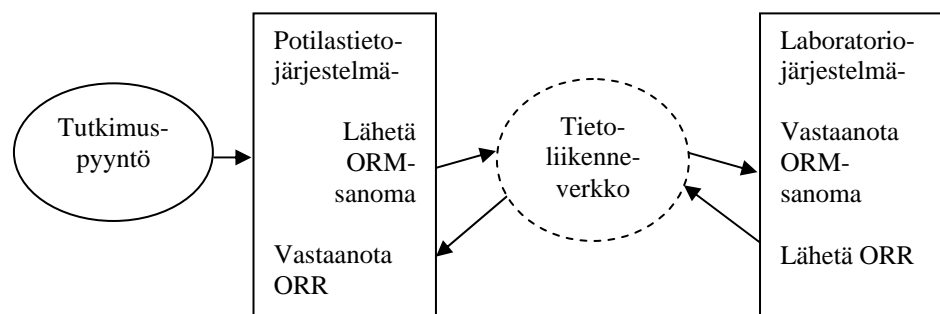 Tutkimus-
pyyntö
Potilastieto-
järjestelmä-
Lähetä
ORM-
sanoma
Vastaanota
ORR
Tieto-
liikenne-
verkko
Laboratorio-
järjestelmä-
Vastaanota
ORM-
sanoma
Lähetä ORR